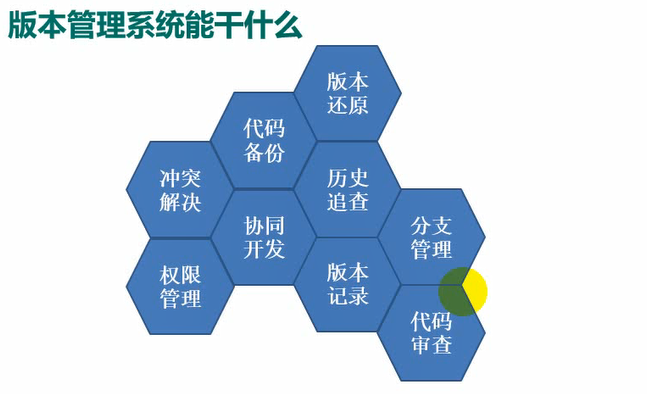 版本管理系统能干什么
版本
还原
代码
备份
冲突
解决
历史
追查
协同
开发
分支
管理
权限
管理
版本
记录
代码
审查